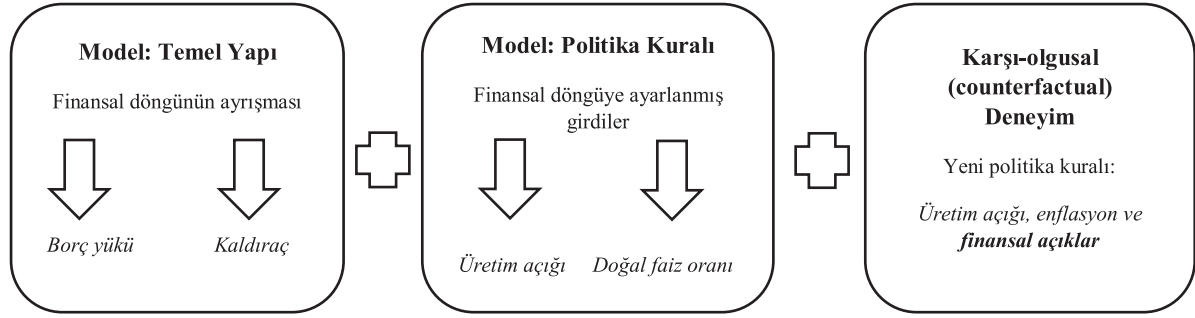 Model: Temel Yapı
Finansal döngünün ayrışması
Borç yükü
Kaldıraç
Model: Politika Kuralı
Finansal döngüye ayarlanmış
girdiler
Üretim açığı
Doğal faiz oranı
Karşı-olgusal
(counterfactual)
Deneyim
Yeni politika kuralı:
Üretim açığı, enflasyon ve
finansal açıklar